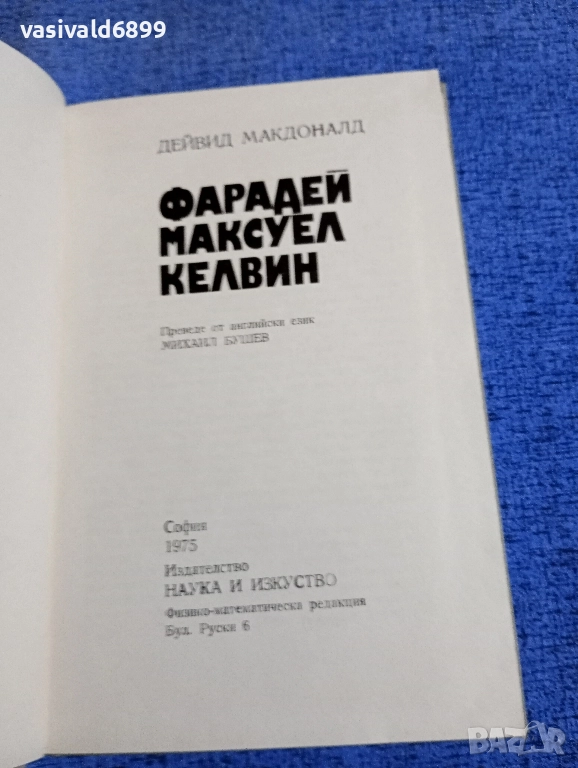 vasivald6899
ДЕЙВИД МАКДОНАЛД
ФАРАДЕЙ
МАКСУЕЛ
КЕЛВИН
Преведе от английски език
МИХАИЛ БУШЕВ
София
1975
Издателство
НАУКА И ИЗКУСТВО
Физико-математическа редакция
Бул. Руски 6
BAZAR